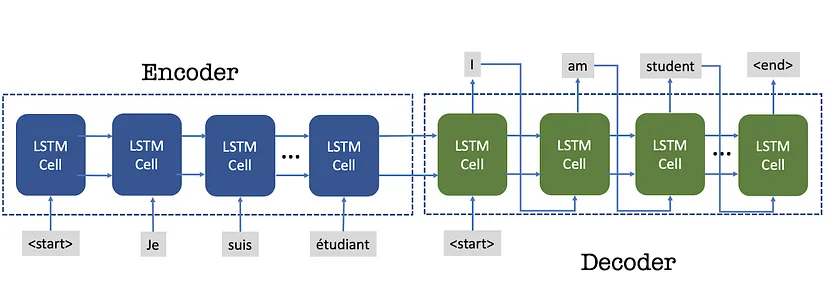 Encoder
I
am
student
<end>
LSTM
Cell
LSTM
Cell
LSTM
Cell
...
LSTM
Cell
LSTM
Cell
LSTM
Cell
LSTM
Cell
...
LSTM
Cell
<start>
Je
suis
étudiant
<start>
Decoder